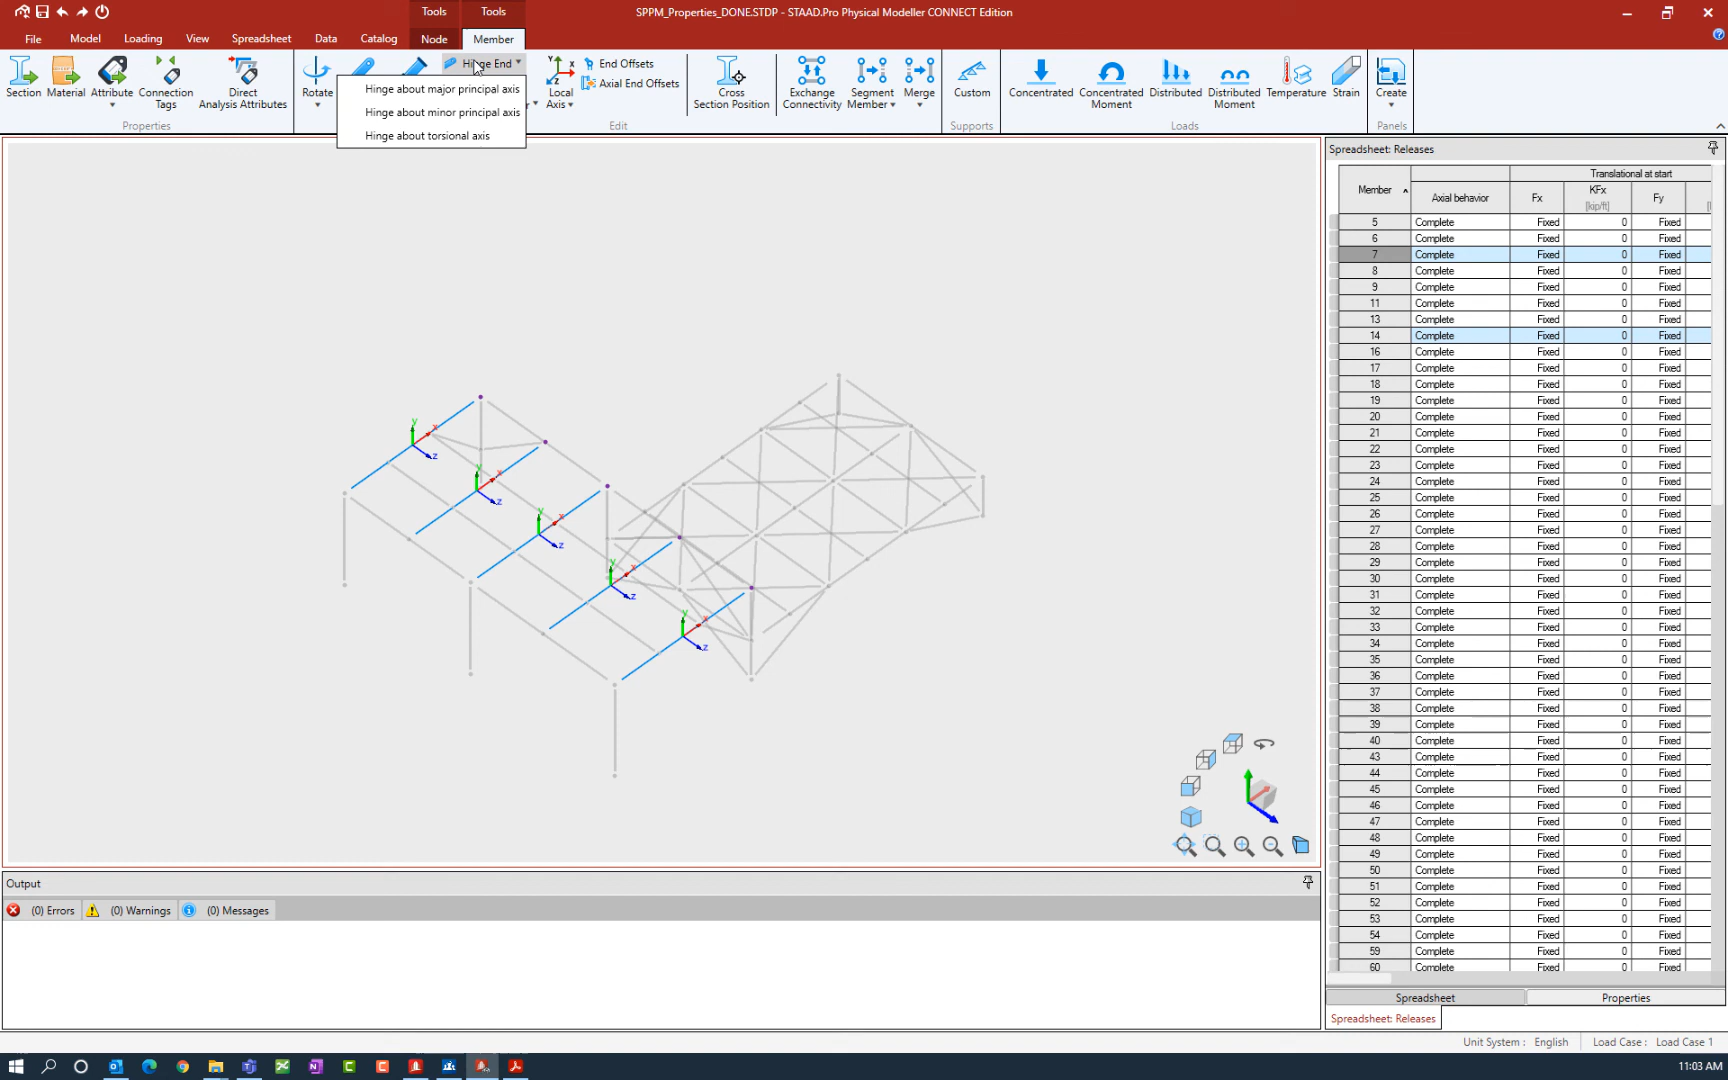 SPPM_Properties_DONE.STDP - STAAD.Pro Physical Modeller CONNECT Edition
Tools Tools
File Model Loading View Spreadsheet Data Catalog Node Member
Section
Material
Attribute
Connection
Tags
Direct
Analysis Attributes
Properties
Rotate
Hinge End
Hinge about major principal axis
Hinge about minor principal axis
Hinge about torsional axis
Local
Axis
End Offsets
Axial End Offsets
Edit
Cross
Section Position
Exchange
Connectivity
Segment
Member
Merge
Custom
Supports
Concentrated
Concentrated
Moment
Distributed
Distributed
Moment
Temperature
Strain
Loads
Create
Panels
Spreadsheet: Releases
Translational at start
Member Axial behavior Fx KFx [kip/ft] Fy
5 Complete Fixed 0 Fixed
6 Complete Fixed 0 Fixed
7 Complete Fixed 0 Fixed
8 Complete Fixed 0 Fixed
9 Complete Fixed 0 Fixed
11 Complete Fixed 0 Fixed
13 Complete Fixed 0 Fixed
14 Complete Fixed 0 Fixed
16 Complete Fixed 0 Fixed
17 Complete Fixed 0 Fixed
18 Complete Fixed 0 Fixed
19 Complete Fixed 0 Fixed
20 Complete Fixed 0 Fixed
21 Complete Fixed 0 Fixed
22 Complete Fixed 0 Fixed
23 Complete Fixed 0 Fixed
24 Complete Fixed 0 Fixed
25 Complete Fixed 0 Fixed
26 Complete Fixed 0 Fixed
27 Complete Fixed 0 Fixed
28 Complete Fixed 0 Fixed
29 Complete Fixed 0 Fixed
30 Complete Fixed 0 Fixed
31 Complete Fixed 0 Fixed
32 Complete Fixed 0 Fixed
33 Complete Fixed 0 Fixed
34 Complete Fixed 0 Fixed
35 Complete Fixed 0 Fixed
36 Complete Fixed 0 Fixed
37 Complete Fixed 0 Fixed
38 Complete Fixed 0 Fixed
39 Complete Fixed 0 Fixed
40 Complete Fixed 0 Fixed
43 Complete Fixed 0 Fixed
44 Complete Fixed 0 Fixed
45 Complete Fixed 0 Fixed
46 Complete Fixed 0 Fixed
47 Complete Fixed 0 Fixed
48 Complete Fixed 0 Fixed
49 Complete Fixed 0 Fixed
50 Complete Fixed 0 Fixed
51 Complete Fixed 0 Fixed
52 Complete Fixed 0 Fixed
53 Complete Fixed 0 Fixed
54 Complete Fixed 0 Fixed
59 Complete Fixed 0 Fixed
60 Complete Fixed 0 Fixed
Spreadsheet Properties
Spreadsheet: Releases
y x z
y x z
y x z
y x z
y x z
Output
(0) Errors (0) Warnings (0) Messages
Unit System : English Load Case : Load Case 1
11:03 AM